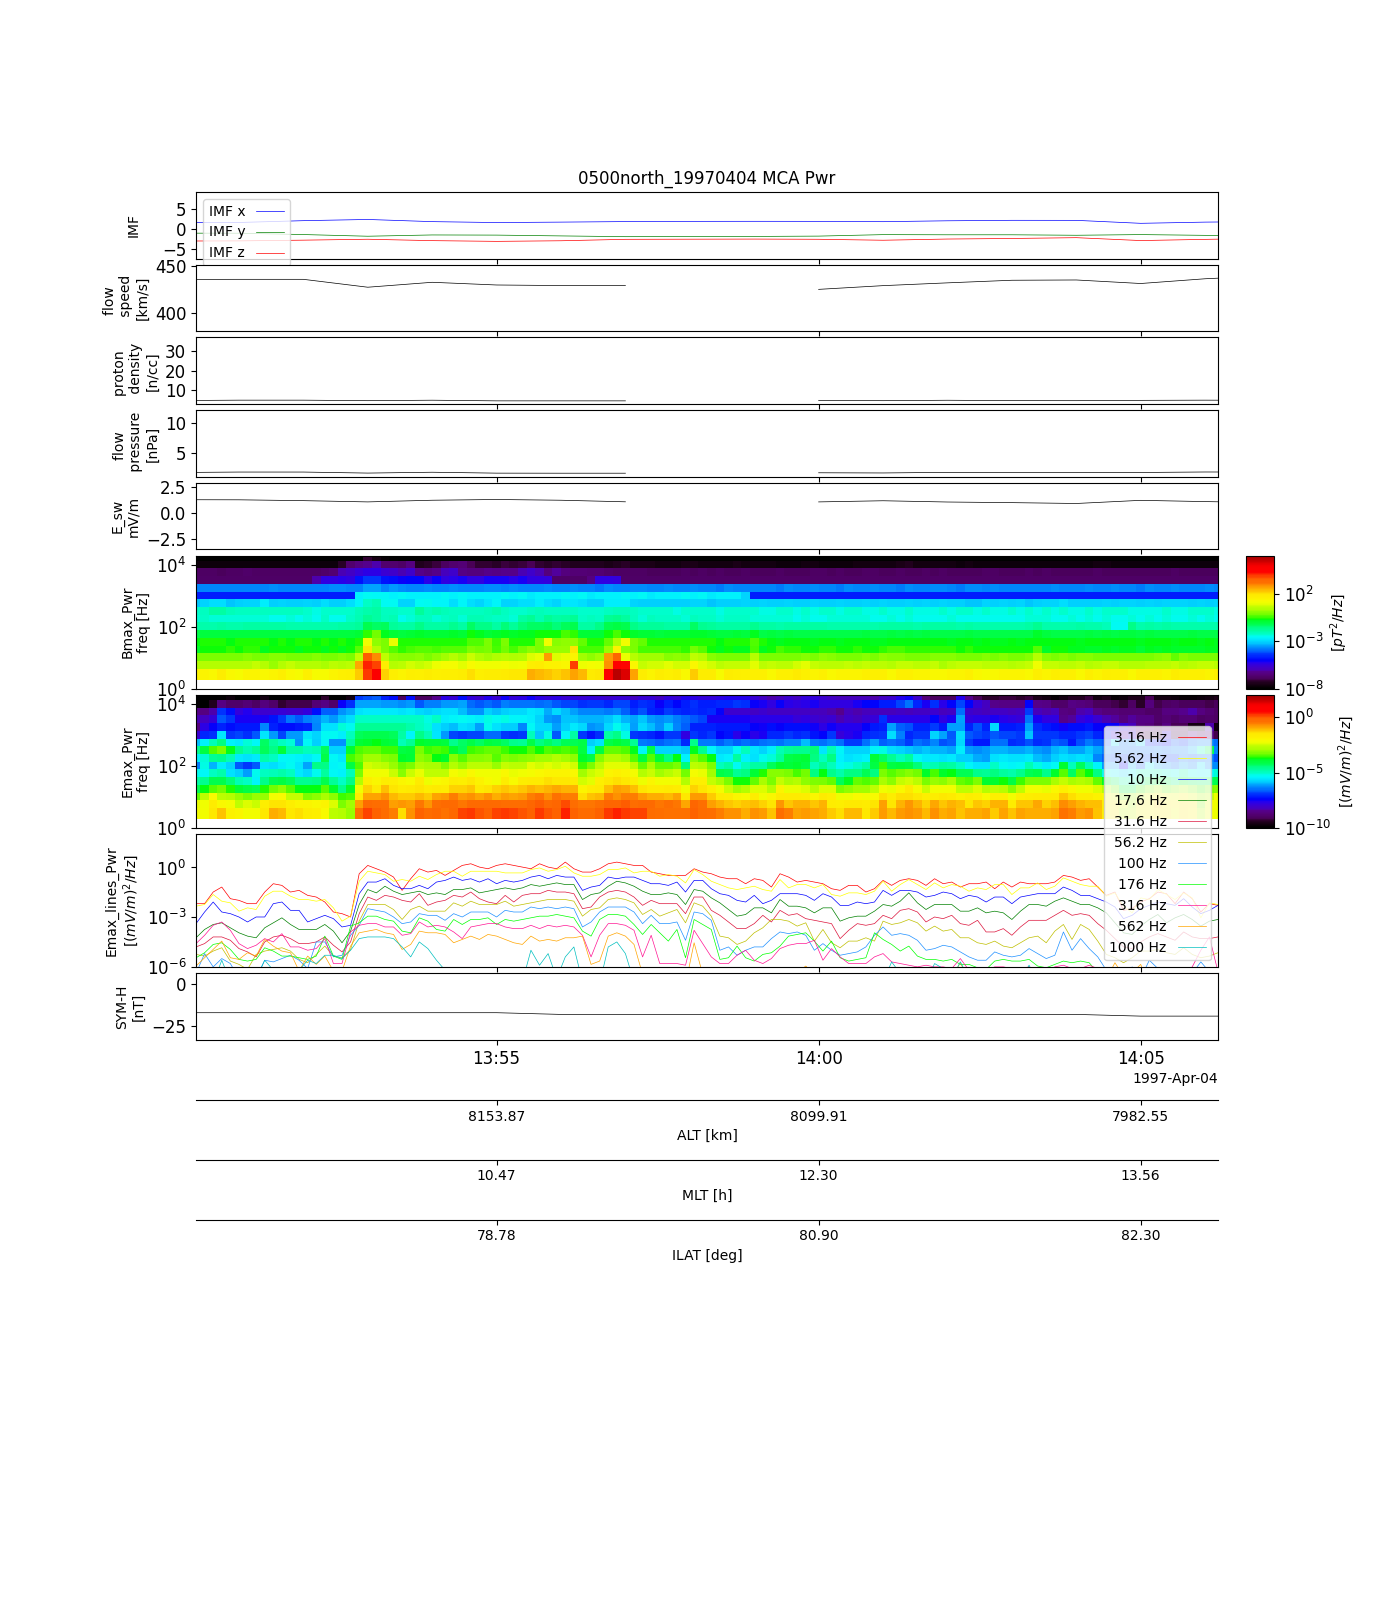 0500north_19970404 MCA Pwr
IMF
5
0
−5
IMF x
IMF y
IMF z
flow
speed
[km/s]
450
400
proton
density
[n/cc]
30
20
10
flow
pressure
[nPa]
10
5
E_sw
mV/m
2.5
0.0
−2.5
Bmax_Pwr
freq [Hz]
10^4
10^2
10^0
10^2
10^−3
10^−8
[pT^2/Hz]
Emax_Pwr
freq [Hz]
10^4
10^2
10^0
10^0
10^−5
10^−10
[(mV/m)^2/Hz]
3.16 Hz
5.62 Hz
10 Hz
17.6 Hz
31.6 Hz
56.2 Hz
100 Hz
176 Hz
316 Hz
562 Hz
1000 Hz
Emax_lines_Pwr
[(mV/m)^2/Hz]
10^0
10^−3
10^−6
SYM-H
[nT]
0
−25
13:55 14:00 14:05
1997-Apr-04
8153.87 8099.91 7982.55
ALT [km]
10.47 12.30 13.56
MLT [h]
78.78 80.90 82.30
ILAT [deg]